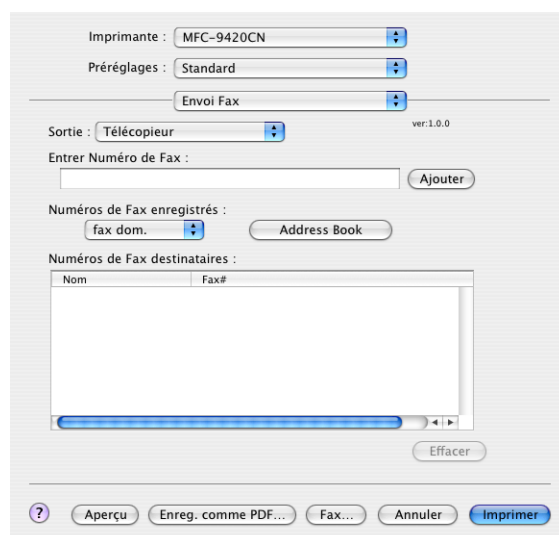 Imprimante : MFC-9420CN
Préréglages : Standard
Envoi Fax
Sortie : Télécopieur ver:1.0.0
Entrer Numéro de Fax :
Ajouter
Numéros de Fax enregistrés :
fax dom. Address Book
Numéros de Fax destinataires :
Nom Fax#
Effacer
? Aperçu Enreg. comme PDF... Fax... Annuler Imprimer